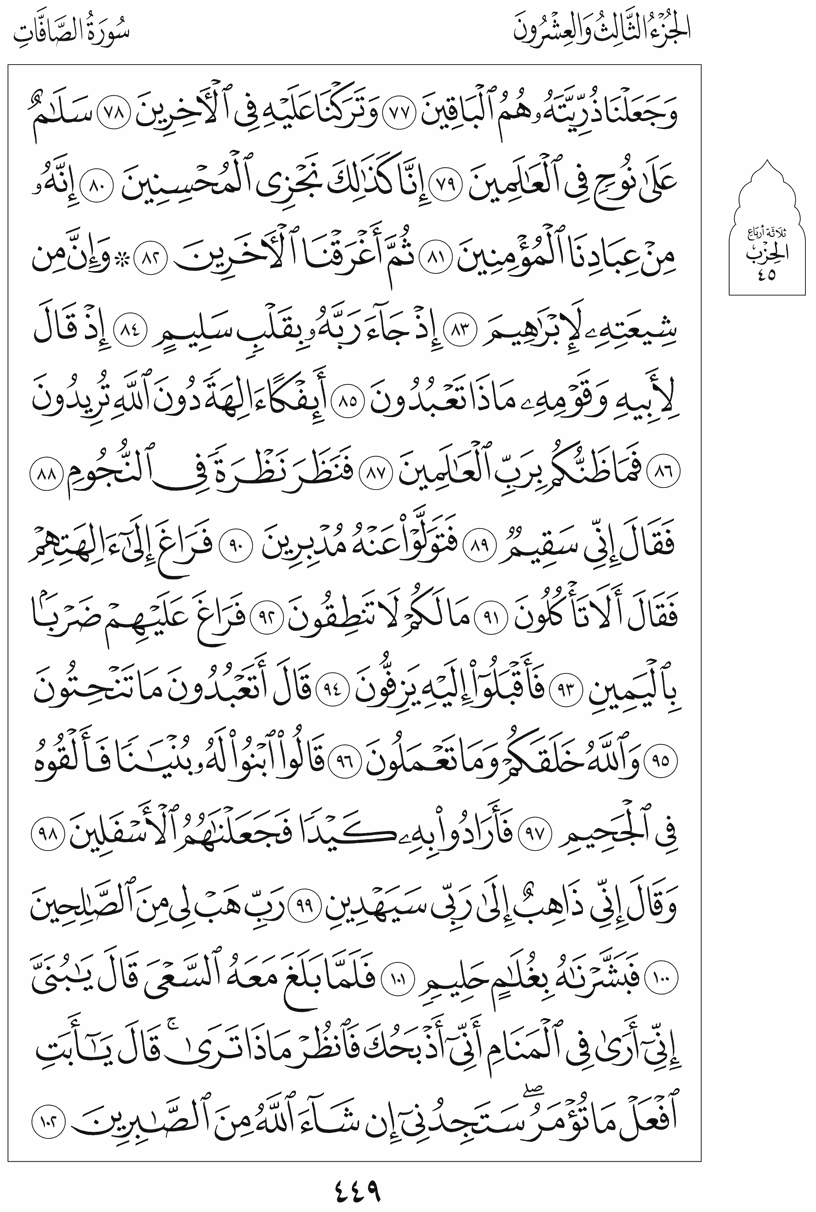 الجُزْءُ الثَّالِثُ وَالعِشْرُونَ
سُورَةُ الصَّافَّاتِ
وَجَعَلْنَا ذُرِّيَّتَهُۥ هُمُ ٱلْبَاقِينَ ٧٧ وَتَرَكْنَا عَلَيْهِ فِى ٱلْأَخِرِينَ ٧٨ سَلَٰمٌ
عَلَىٰ نُوحٍ فِى ٱلْعَٰلَمِينَ ٧٩ إِنَّا كَذَٰلِكَ نَجْزِى ٱلْمُحْسِنِينَ ٨٠ إِنَّهُۥ
مِنْ عِبَادِنَا ٱلْمُؤْمِنِينَ ٨١ ثُمَّ أَغْرَقْنَا ٱلْأَخَرِينَ ٨٢ * وَإِنَّ مِن
شِيعَتِهِۦ لَإِبْرَٰهِيمَ ٨٣ إِذْ جَآءَ رَبَّهُۥ بِقَلْبٍ سَلِيمٍ ٨٤ إِذْ قَالَ
لِأَبِيهِ وَقَوْمِهِۦ مَاذَا تَعْبُدُونَ ٨٥ أَئِفْكًا ءَالِهَةً دُونَ ٱللَّهِ تُرِيدُونَ
٨٦ فَمَا ظَنُّكُم بِرَبِّ ٱلْعَٰلَمِينَ ٨٧ فَنَظَرَ نَظْرَةً فِى ٱلنُّجُومِ ٨٨
فَقَالَ إِنِّى سَقِيمٌ ٨٩ فَتَوَلَّوْا۟ عَنْهُ مُدْبِرِينَ ٩٠ فَرَاغَ إِلَىٰٓ ءَالِهَتِهِمْ
فَقَالَ أَلَا تَأْكُلُونَ ٩١ مَا لَكُمْ لَا تَنطِقُونَ ٩٢ فَرَاغَ عَلَيْهِمْ ضَرْبًۢا
بِٱلْيَمِينِ ٩٣ فَأَقْبَلُوٓا۟ إِلَيْهِ يَزِفُّونَ ٩٤ قَالَ أَتَعْبُدُونَ مَا تَنْحِتُونَ
٩٥ وَٱللَّهُ خَلَقَكُمْ وَمَا تَعْمَلُونَ ٩٦ قَالُوا۟ ٱبْنُوا۟ لَهُۥ بُنْيَٰنًا فَأَلْقُوهُ
فِى ٱلْجَحِيمِ ٩٧ فَأَرَادُوا۟ بِهِۦ كَيْدًا فَجَعَلْنَٰهُمُ ٱلْأَسْفَلِينَ ٩٨
وَقَالَ إِنِّى ذَاهِبٌ إِلَىٰ رَبِّى سَيَهْدِينِ ٩٩ رَبِّ هَبْ لِى مِنَ ٱلصَّٰلِحِينَ
١٠٠ فَبَشَّرْنَٰهُ بِغُلَٰمٍ حَلِيمٍ ١٠١ فَلَمَّا بَلَغَ مَعَهُ ٱلسَّعْىَ قَالَ يَٰبُنَىَّ
إِنِّىٓ أَرَىٰ فِى ٱلْمَنَامِ أَنِّىٓ أَذْبَحُكَ فَٱنظُرْ مَاذَا تَرَىٰ ۚ قَالَ يَٰٓأَبَتِ
ٱفْعَلْ مَا تُؤْمَرُ ۖ سَتَجِدُنِىٓ إِن شَآءَ ٱللَّهُ مِنَ ٱلصَّٰبِرِينَ ١٠٢
ثلاثة أرباع
الحِزْب
٤٥
٤٤٩